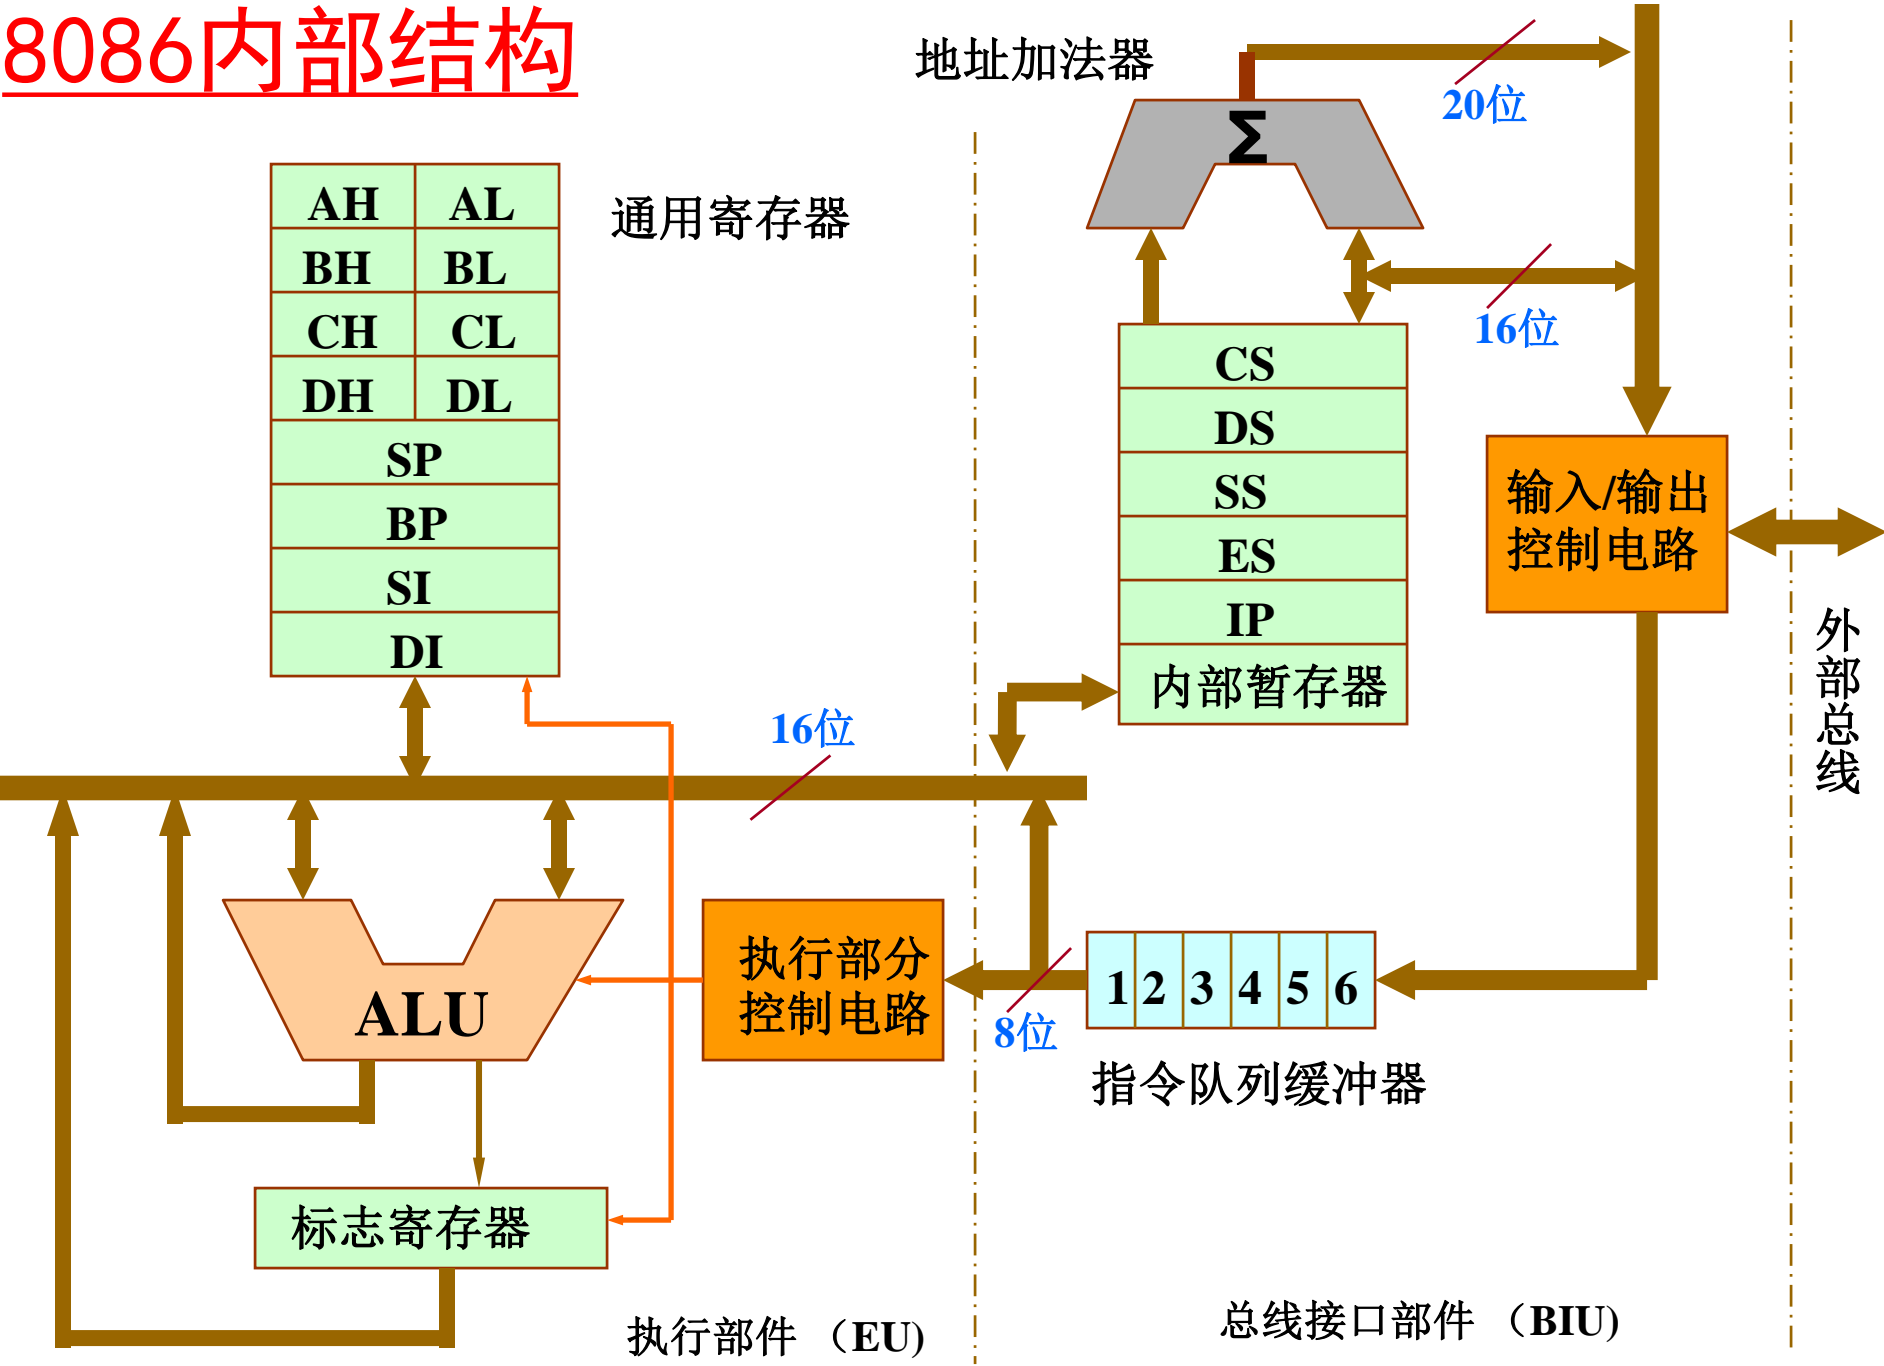 8086内部结构
地址加法器
20位
Σ
通用寄存器
AH AL
BH BL
CH CL
DH DL
SP
BP
SI
DI
16位
CS
DS
SS
ES
IP
内部暂存器
输入/输出
控制电路
外部总线
16位
ALU
执行部分
控制电路
8位
1 2 3 4 5 6
指令队列缓冲器
标志寄存器
执行部件 （EU)
总线接口部件 （BIU)